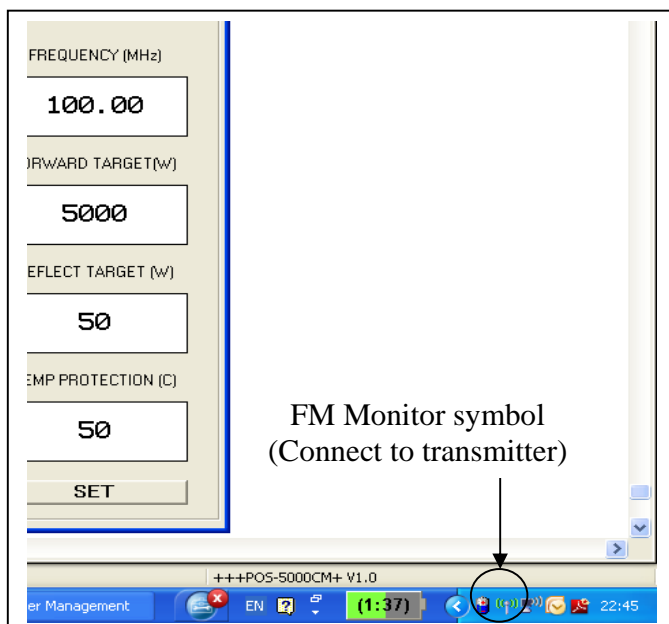 FREQUENCY (MHz)
100.00
ORWARD TARGET(W)
5000
EFLECT TARGET (W)
50
EMP PROTECTION (C)
50
SET
FM Monitor symbol
(Connect to transmitter)
+++POS-5000CM+ V1.0
er Management
EN
(1:37)
22:45